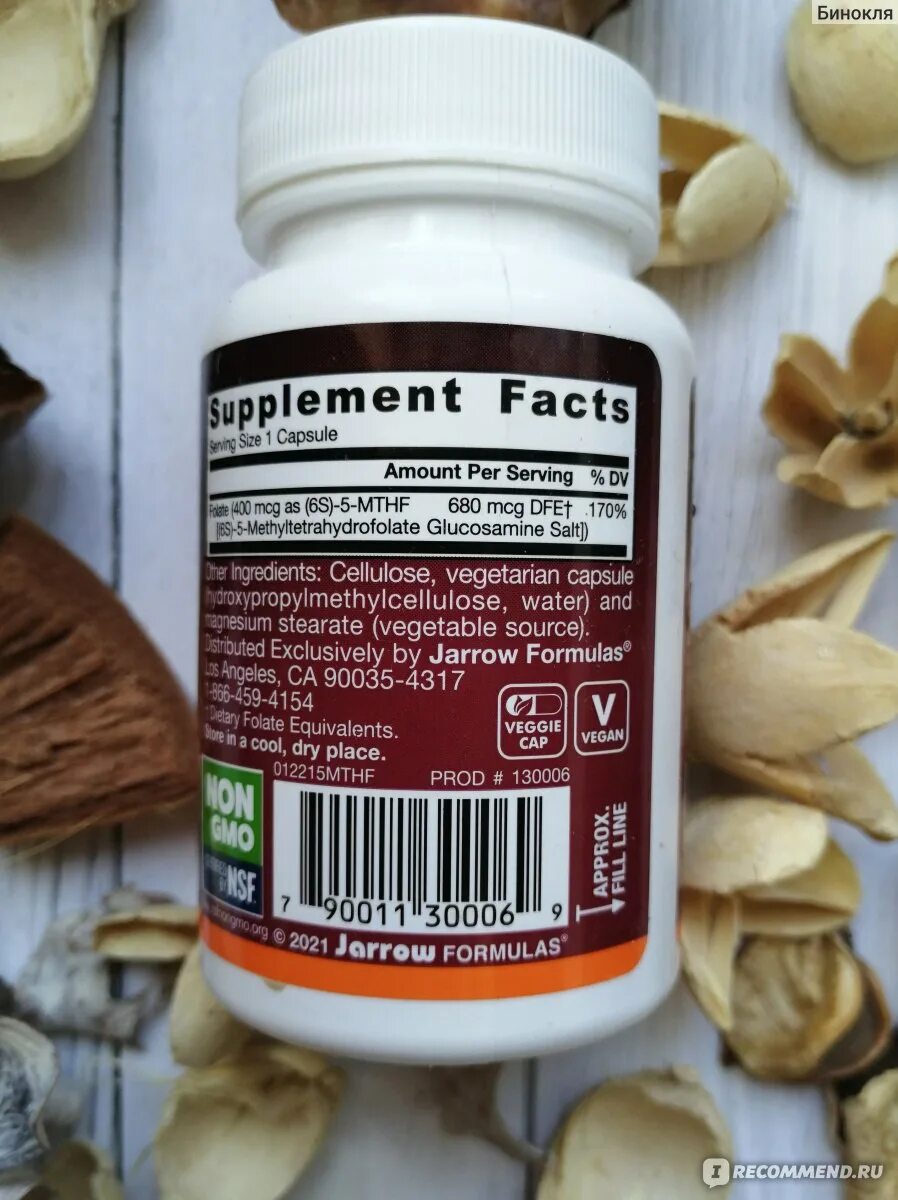 Бинокля
Supplement Facts
Serving Size 1 Capsule
Amount Per Serving % DV
Folate (400 mcg as (6S)-5-MTHF 680 mcg DFE† 170%
[(6S)-5-Methyltetrahydrofolate Glucosamine Salt])
Other Ingredients: Cellulose, vegetarian capsule
(hydroxypropylmethylcellulose, water) and
magnesium stearate (vegetable source).
Distributed Exclusively by Jarrow Formulas®
Los Angeles, CA 90035-4317
1-866-459-4154
† Dietary Folate Equivalents.
Store in a cool, dry place.
VEGGIE
CAP
V
VEGAN
012215MTHF PROD # 130006
NON
GMO
BY NSF
7 90011 30006 9
APPROX.
FILL LINE
© 2021 Jarrow FORMULAS®
IRECOMMEND.RU